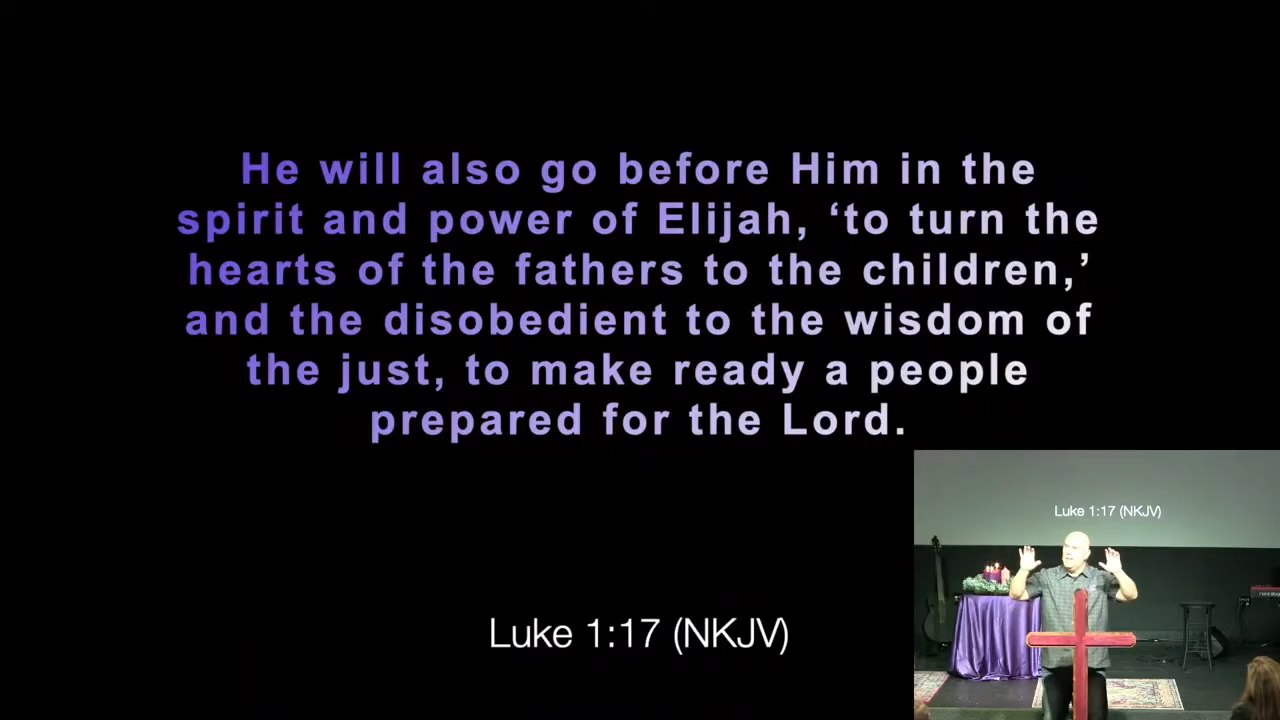 He will also go before Him in the
spirit and power of Elijah, ‘to turn the
hearts of the fathers to the children,’
and the disobedient to the wisdom of
the just, to make ready a people
prepared for the Lord.
Luke 1:17 (NKJV)
Luke 1:17 (NKJV)